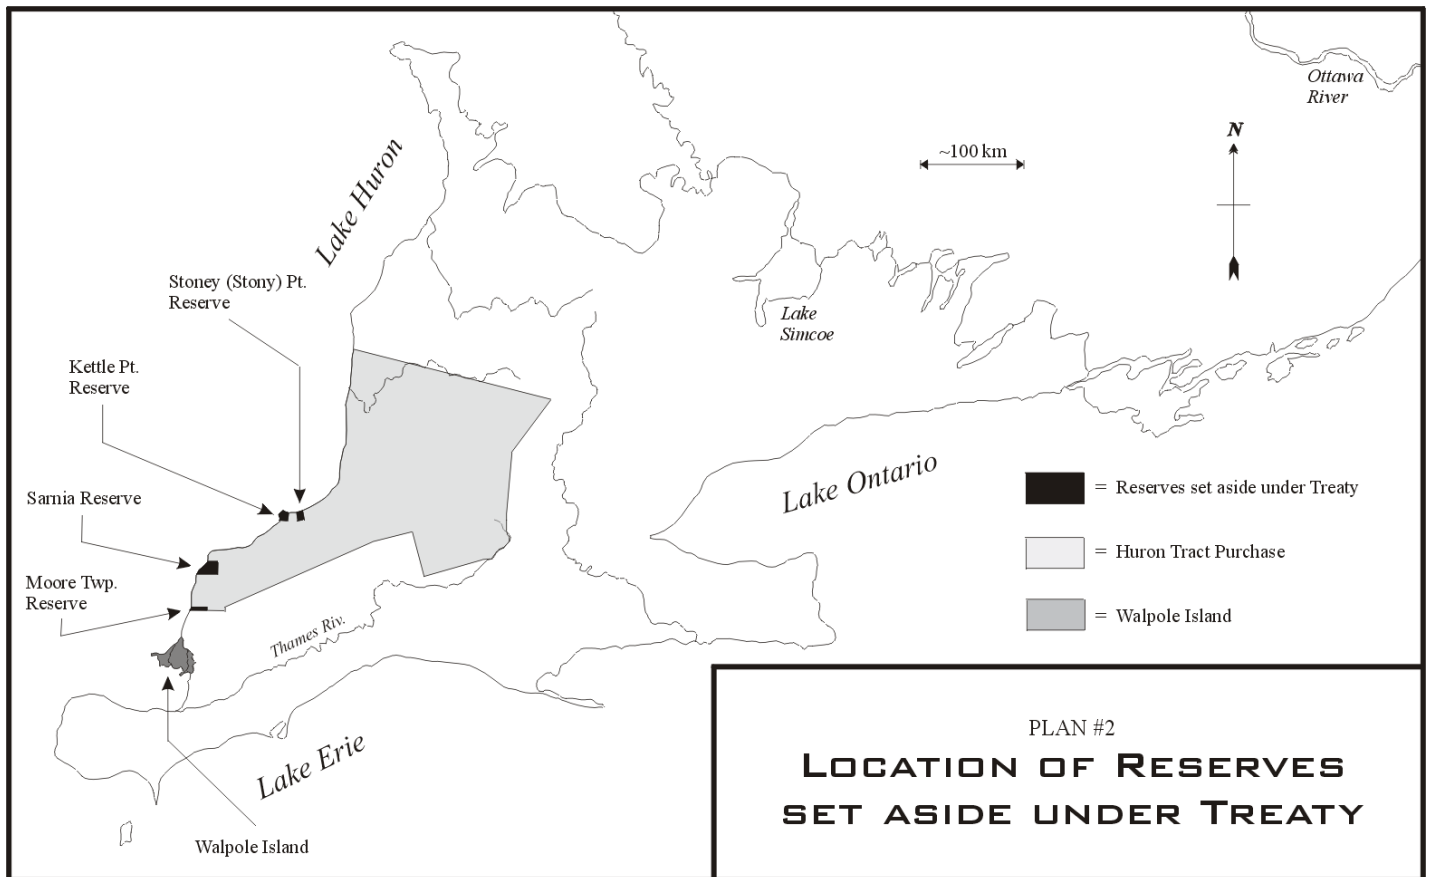 Ottawa
River
N
~100 km
Lake Huron
Stoney (Stony) Pt.
Reserve
Lake
Simcoe
Kettle Pt.
Reserve
Lake Ontario
Sarnia Reserve
= Reserves set aside under Treaty
= Huron Tract Purchase
Moore Twp.
Reserve
= Walpole Island
Thames Riv.
Lake Erie
Walpole Island
PLAN #2
LOCATION OF RESERVES
SET ASIDE UNDER TREATY